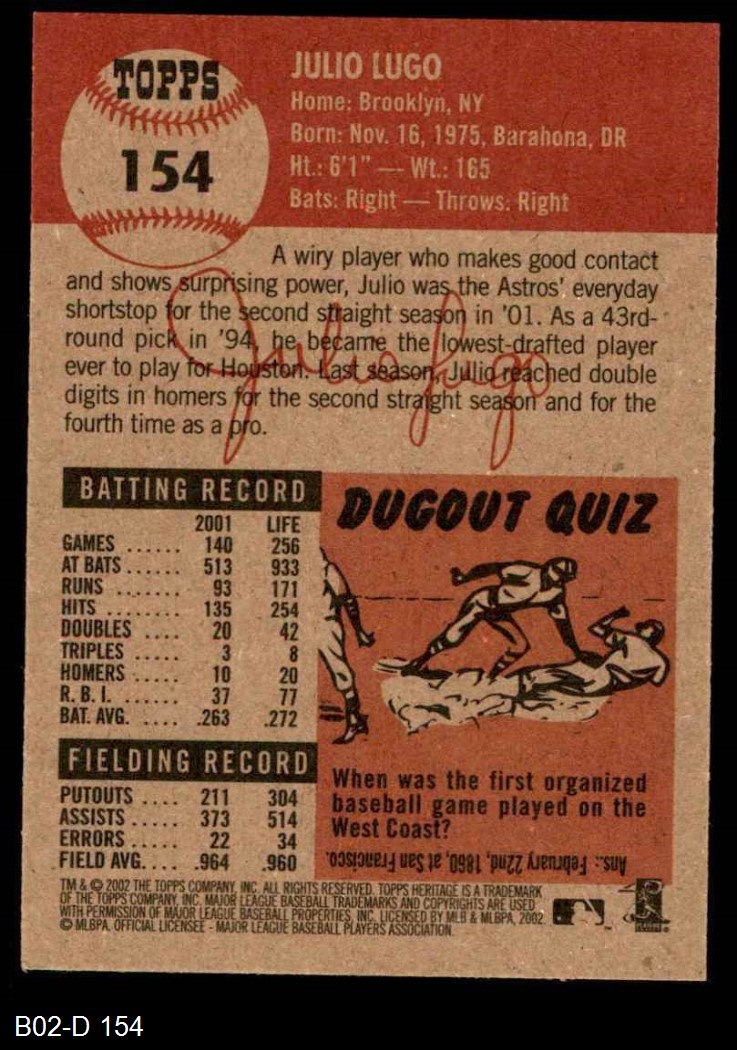 TOPPS
154
JULIO LUGO
Home: Brooklyn, NY
Born: Nov. 16, 1975, Barahona, DR
Ht.: 6'1" — Wt.: 165
Bats: Right — Throws: Right
A wiry player who makes good contact
and shows surprising power, Julio was the Astros' everyday
shortstop for the second straight season in '01. As a 43rd-
round pick in '94, he became the lowest-drafted player
ever to play for Houston. Last season, Julio reached double
digits in homers for the second straight season and for the
fourth time as a pro.
Julio Lugo
BATTING RECORD
2001 LIFE
GAMES ...... 140 256
AT BATS ...... 513 933
RUNS ...... 93 171
HITS ........ 135 254
DOUBLES .... 20 42
TRIPLES ..... 3 8
HOMERS ..... 10 20
R. B. I. ..... 37 77
BAT. AVG. .... .263 .272
FIELDING RECORD
PUTOUTS .... 211 304
ASSISTS ..... 373 514
ERRORS ..... 22 34
FIELD AVG. ... .964 .960
DUGOUT QUIZ
When was the first organized
baseball game played on the
West Coast?
Ans.: February 22nd, 1860, at San Francisco.
TM & © 2002 THE TOPPS COMPANY, INC. ALL RIGHTS RESERVED. TOPPS HERITAGE IS A TRADEMARK
OF THE TOPPS COMPANY, INC. MAJOR LEAGUE BASEBALL TRADEMARKS AND COPYRIGHTS ARE USED
WITH PERMISSION OF MAJOR LEAGUE BASEBALL PROPERTIES, INC. LICENSED BY MLB & MLBPA, 2002
© MLBPA. OFFICIAL LICENSEE - MAJOR LEAGUE BASEBALL PLAYERS ASSOCIATION.
B02-D 154